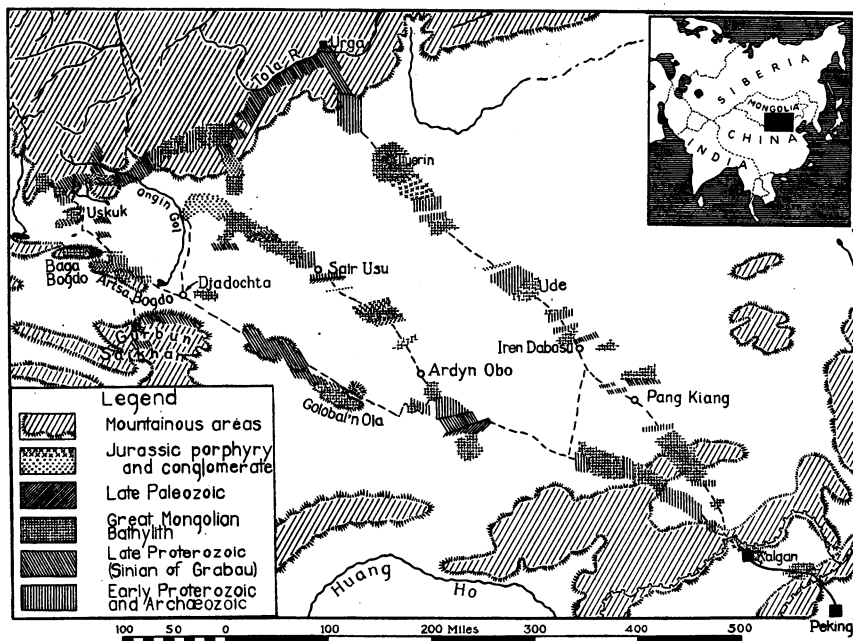 Urga
Tola R.
SIBERIA
MONGOLIA
CHINA
INDIA
Tuerin
Uskuk
Sair Usu
Ude
Baga
Bogdo
Artsa Bogdo
Djadochta
Iren Dabasu
Ardyn Obo
Pang Kiang
Golobai'n Ola
Legend
Mountainous areas
Jurassic porphyry
and conglomerate
Late Paleozoic
Great Mongolian
Bathylith
Late Proterozoic
(Sinian of Grabau)
Early Proterozoic
and Archæozoic
Huang Ho
Kalgan
Peking
100 50 0 100 200 Miles 300 400 500